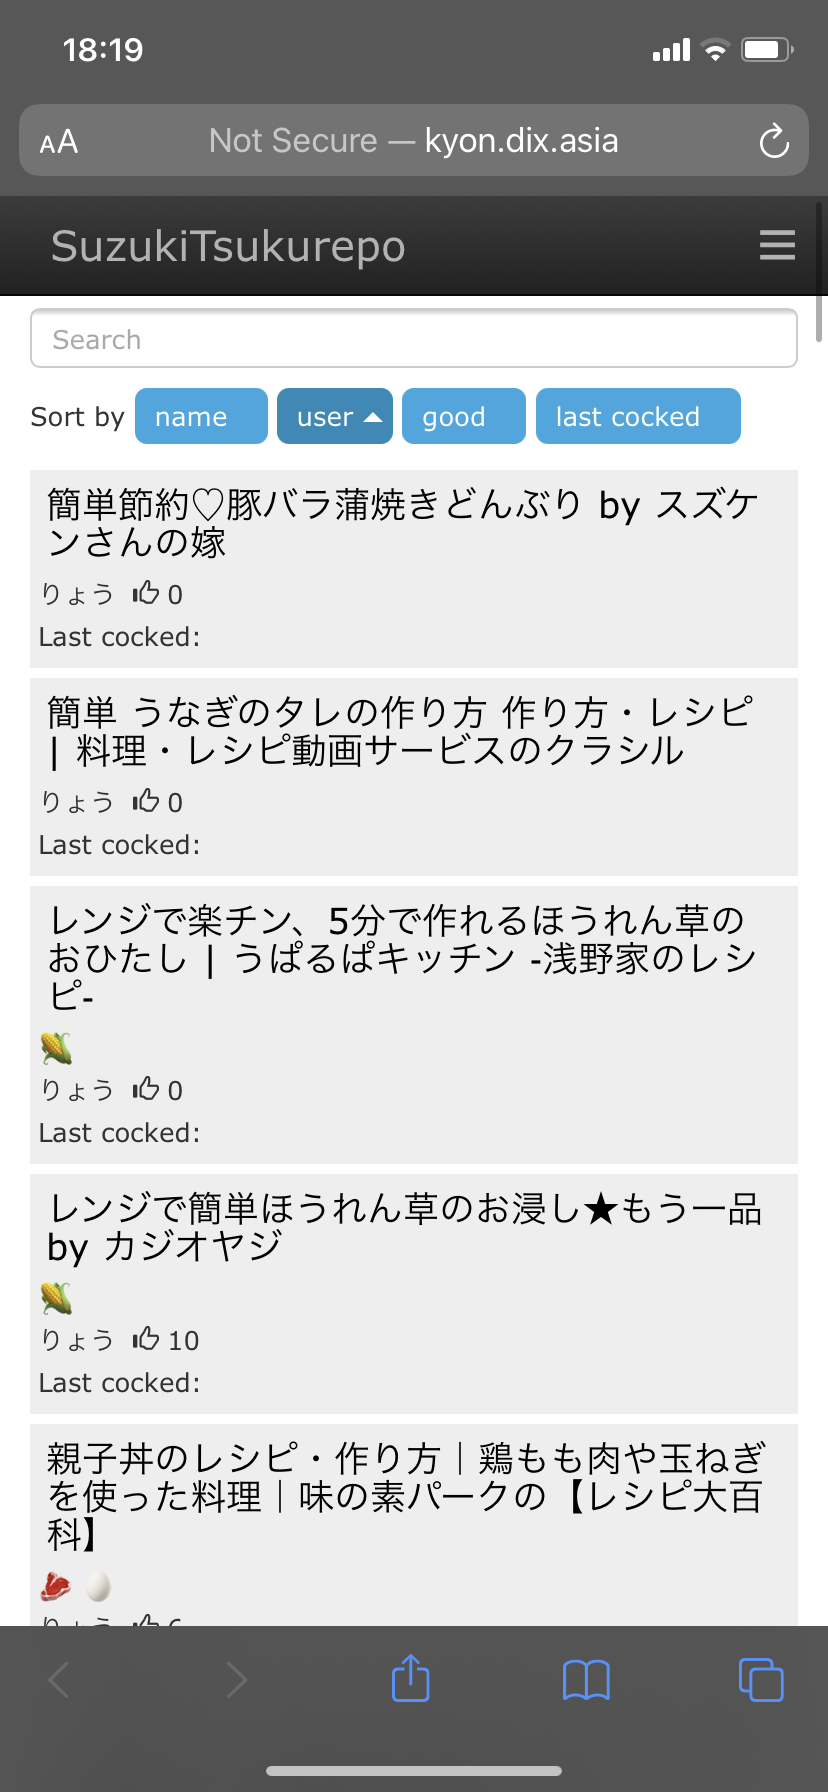 18:19
AA Not Secure — kyon.dix.asia
SuzukiTsukurepo
Search
Sort by name user good last cocked
簡単節約♡豚バラ蒲焼きどんぶり by スズケ
ンさんの嫁
りょう 0
Last cocked:
簡単 うなぎのタレの作り方 作り方・レシピ
| 料理・レシピ動画サービスのクラシル
りょう 0
Last cocked:
レンジで楽チン、5分で作れるほうれん草の
おひたし | うぱるぱキッチン -浅野家のレシ
ピ-
りょう 0
Last cocked:
レンジで簡単ほうれん草のお浸し★もう一品
by カジオヤジ
りょう 10
Last cocked:
親子丼のレシピ・作り方｜鶏もも肉や玉ねぎ
を使った料理｜味の素パークの【レシピ大百
科】